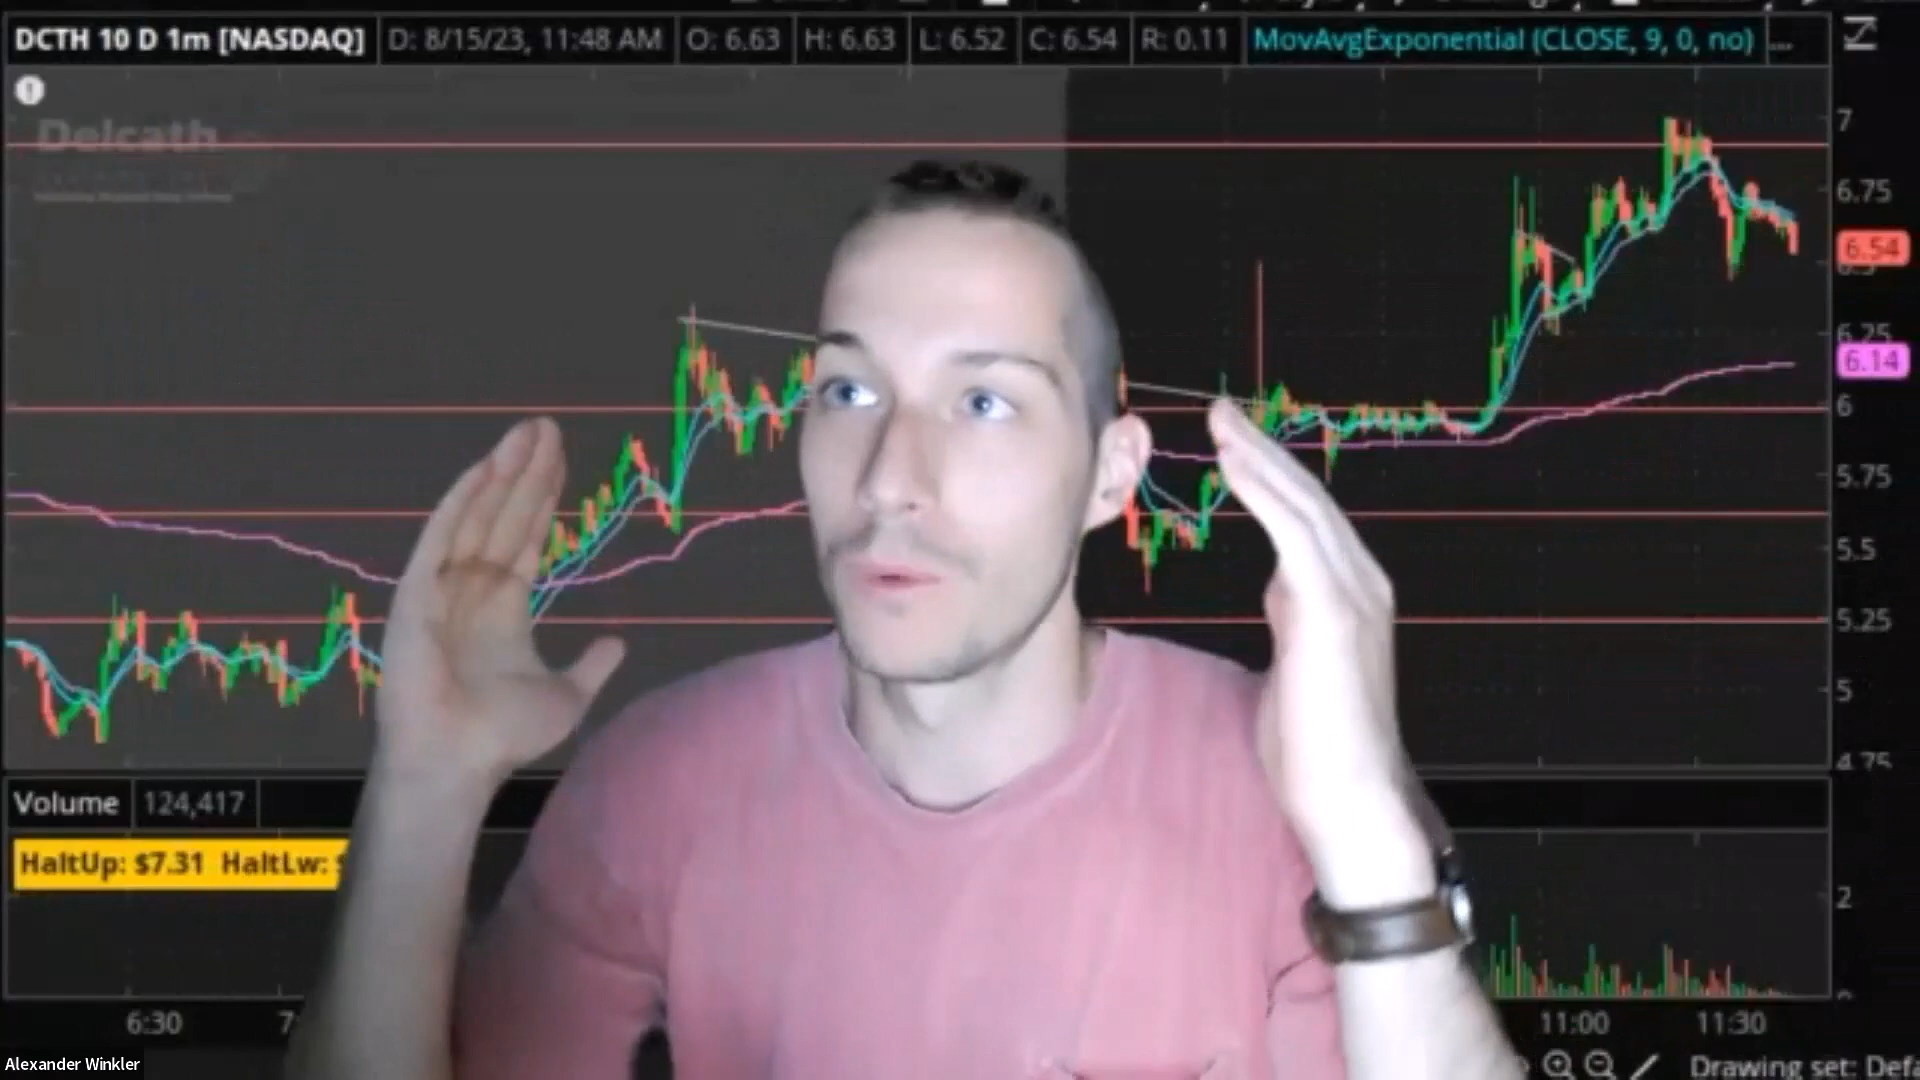 DCTH 10 D 1m [NASDAQ] D: 8/15/23, 11:48 AM O: 6.63 H: 6.63 L: 6.52 C: 6.54 R: 0.11 MovAvgExponential (CLOSE, 9, 0, no) ...
Delcath
7
6.75
6.54
6.25
6.14
6
5.75
5.5
5.25
5
4.75
Volume 124,417
HaltUp: $7.31 HaltLw:
2
6:30 11:00 11:30
Alexander Winkler
Drawing set: